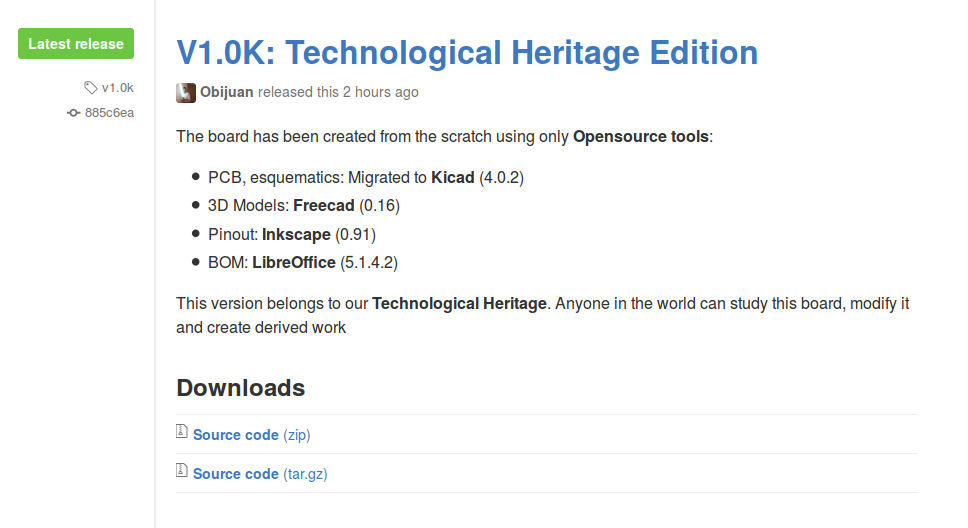 Latest release
v1.0k
885c6ea
V1.0K: Technological Heritage Edition
Obijuan released this 2 hours ago
The board has been created from the scratch using only Opensource tools:
PCB, esquematics: Migrated to Kicad (4.0.2)
3D Models: Freecad (0.16)
Pinout: Inkscape (0.91)
BOM: LibreOffice (5.1.4.2)
This version belongs to our Technological Heritage. Anyone in the world can study this board, modify it
and create derived work
Downloads
Source code (zip)
Source code (tar.gz)